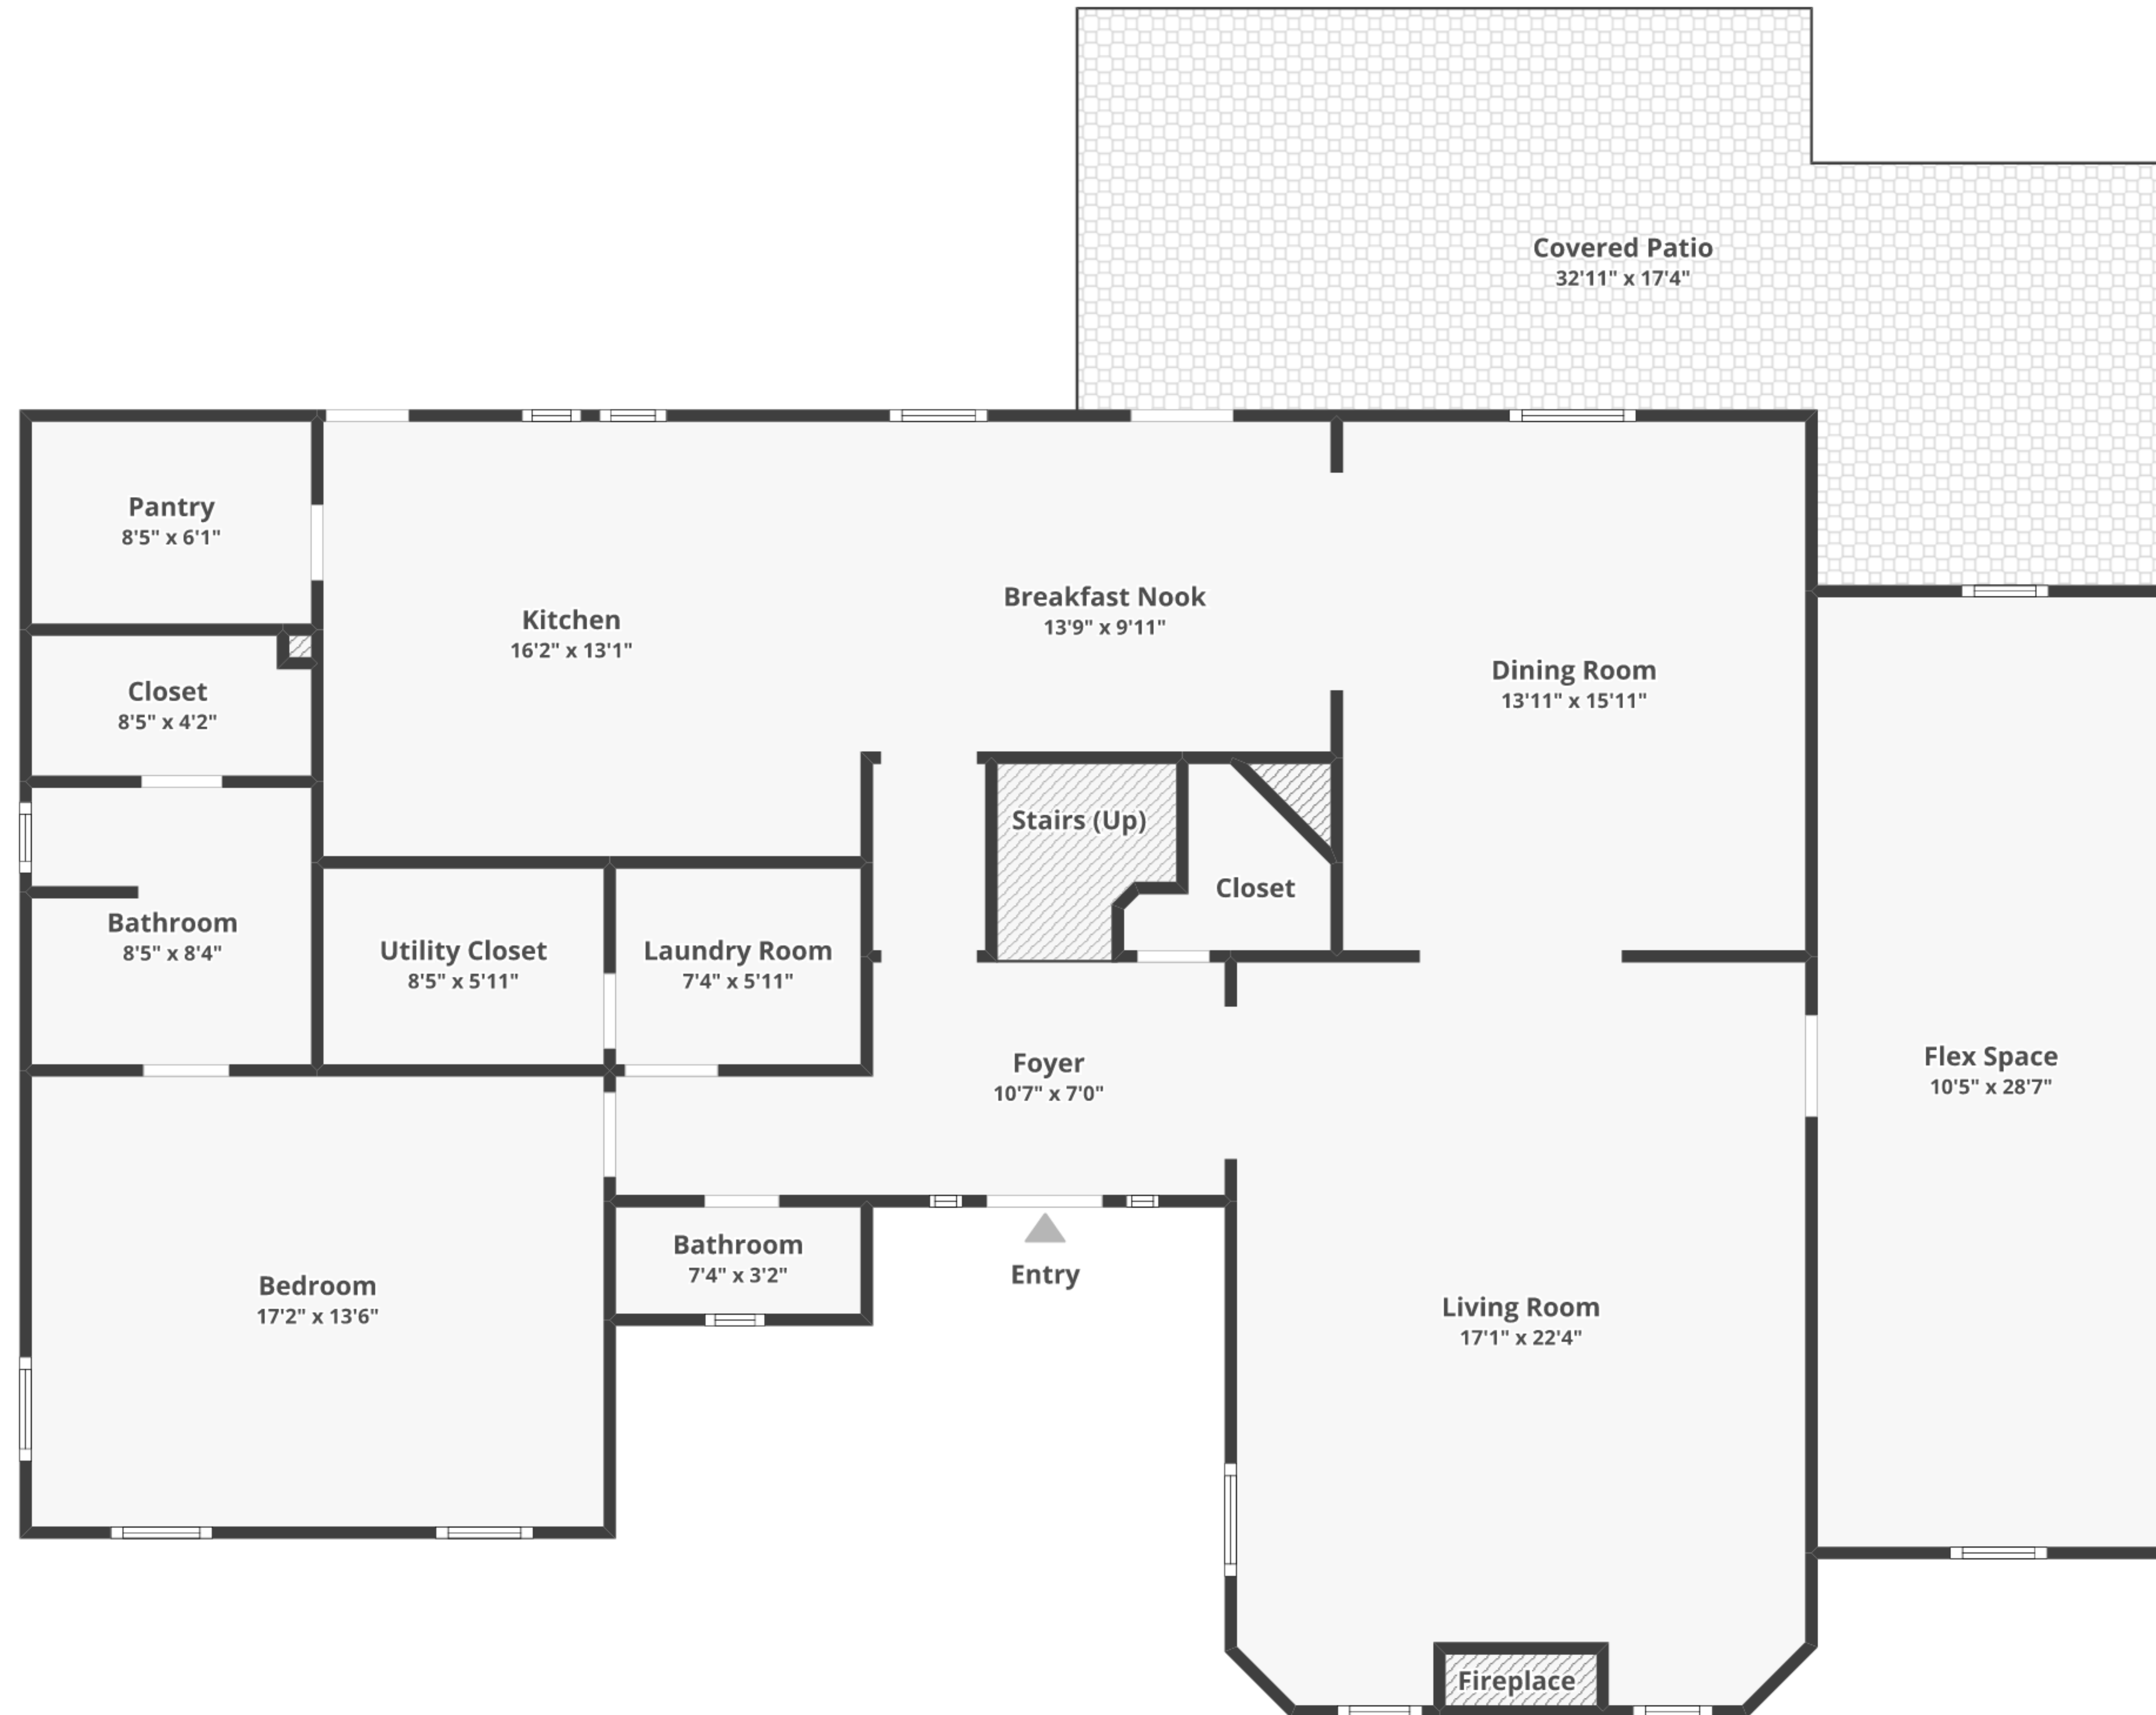 Covered Patio
32'11" x 17'4"
Pantry
8'5" x 6'1"
Kitchen
16'2" x 13'1"
Breakfast Nook
13'9" x 9'11"
Dining Room
13'11" x 15'11"
Closet
8'5" x 4'2"
Stairs (Up)
Closet
Bathroom
8'5" x 8'4"
Utility Closet
8'5" x 5'11"
Laundry Room
7'4" x 5'11"
Foyer
10'7" x 7'0"
Flex Space
10'5" x 28'7"
Bathroom
7'4" x 3'2"
Entry
Bedroom
17'2" x 13'6"
Living Room
17'1" x 22'4"
Fireplace